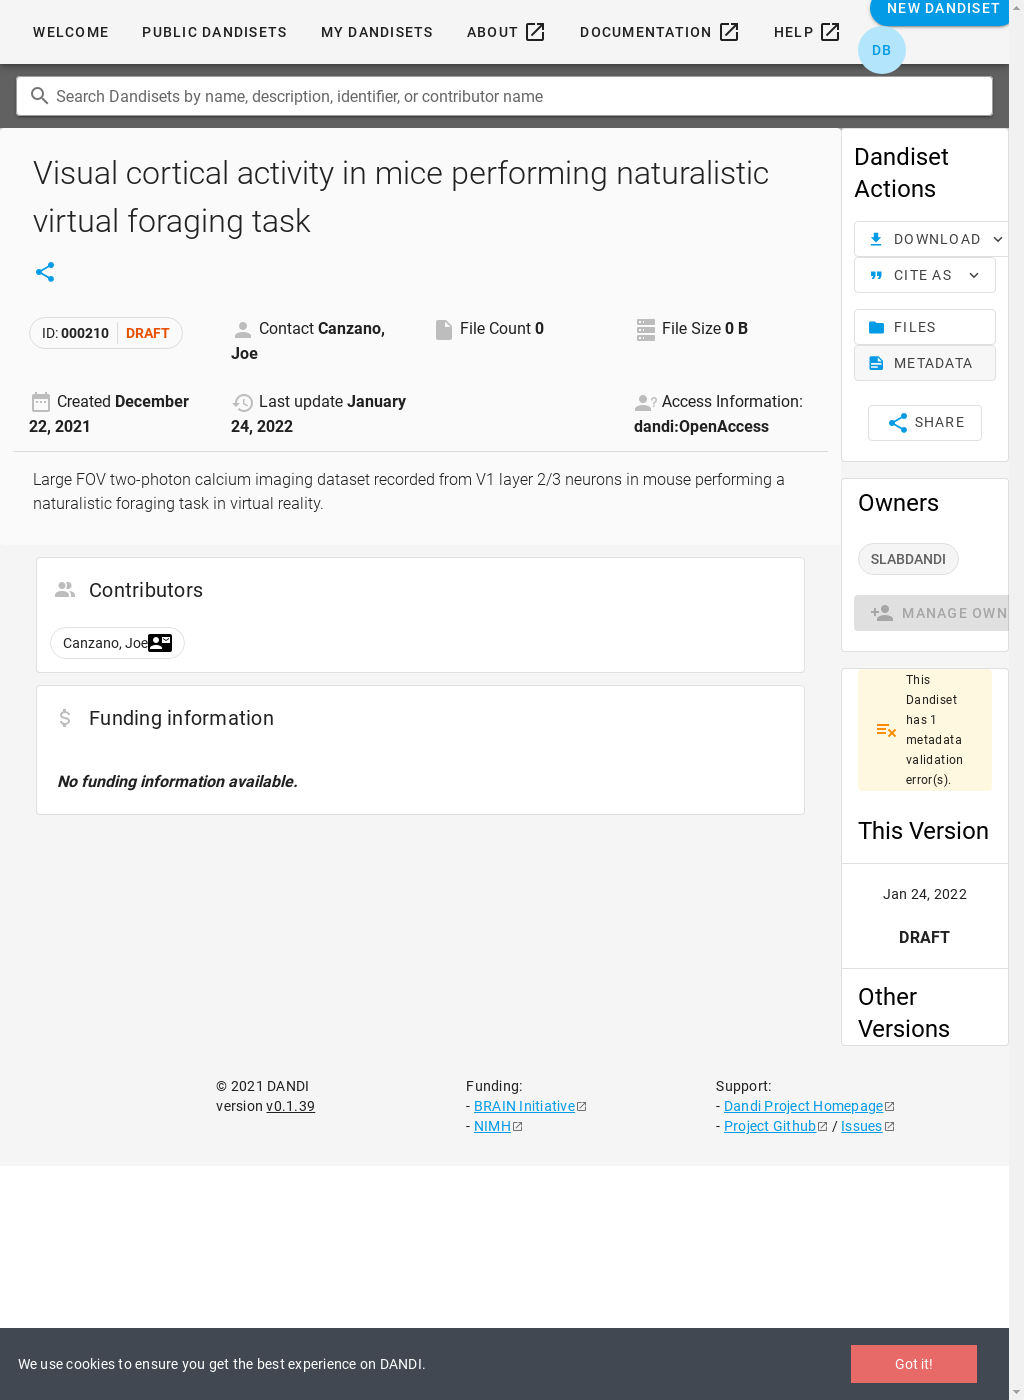 WELCOME PUBLIC DANDISETS MY DANDISETS ABOUT DOCUMENTATION HELP NEW DANDISET
DB
Search Dandisets by name, description, identifier, or contributor name
Visual cortical activity in mice performing naturalistic
virtual foraging task
ID: 000210 DRAFT
Contact Canzano,
Joe
File Count 0
File Size 0 B
Created December
22, 2021
Last update January
24, 2022
Access Information:
dandi:OpenAccess
Large FOV two-photon calcium imaging dataset recorded from V1 layer 2/3 neurons in mouse performing a
naturalistic foraging task in virtual reality.
Contributors
Canzano, Joe
Funding information
No funding information available.
Dandiset
Actions
DOWNLOAD
CITE AS
FILES
METADATA
SHARE
Owners
SLABDANDI
MANAGE OWN
This
Dandiset
has 1
metadata
validation
error(s).
This Version
Jan 24, 2022
DRAFT
Other
Versions
© 2021 DANDI
version v0.1.39
Funding:
- BRAIN Initiative
- NIMH
Support:
- Dandi Project Homepage
- Project Github / Issues
We use cookies to ensure you get the best experience on DANDI.
Got it!